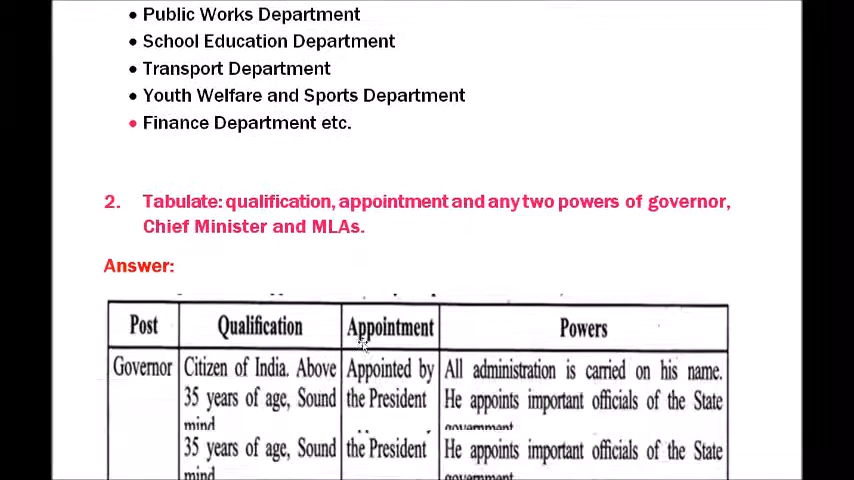 • Public Works Department
• School Education Department
• Transport Department
• Youth Welfare and Sports Department
• Finance Department etc.
2. Tabulate: qualification, appointment and any two powers of governor,
Chief Minister and MLAs.
Answer:
Post Qualification Appointment Powers
Governor Citizen of India. Above Appointed by All administration is carried on his name.
35 years of age, Sound the President He appoints important officials of the State
mind government
35 years of age, Sound the President He appoints important officials of the State
mind government